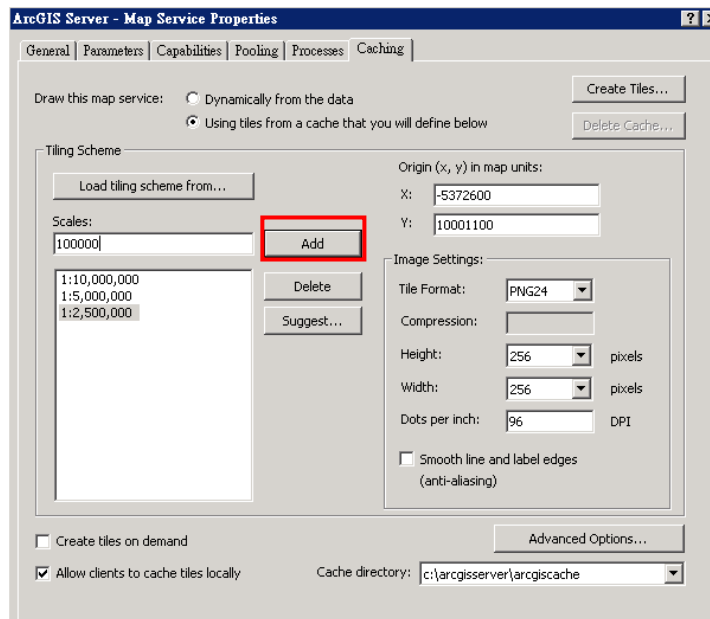 ArcGIS Server - Map Service Properties
General Parameters Capabilities Pooling Processes Caching
Draw this map service:
Dynamically from the data
Using tiles from a cache that you will define below
Create Tiles...
Delete Cache...
Tiling Scheme
Load tiling scheme from...
Scales:
100000
Add
1:10,000,000
1:5,000,000
1:2,500,000
Delete
Suggest...
Origin (x, y) in map units:
X: -5372600
Y: 10001100
Image Settings:
Tile Format: PNG24
Compression:
Height: 256 pixels
Width: 256 pixels
Dots per inch: 96 DPI
Smooth line and label edges
(anti-aliasing)
Create tiles on demand
Advanced Options...
Allow clients to cache tiles locally
Cache directory: c:\arcgisserver\arcgiscache